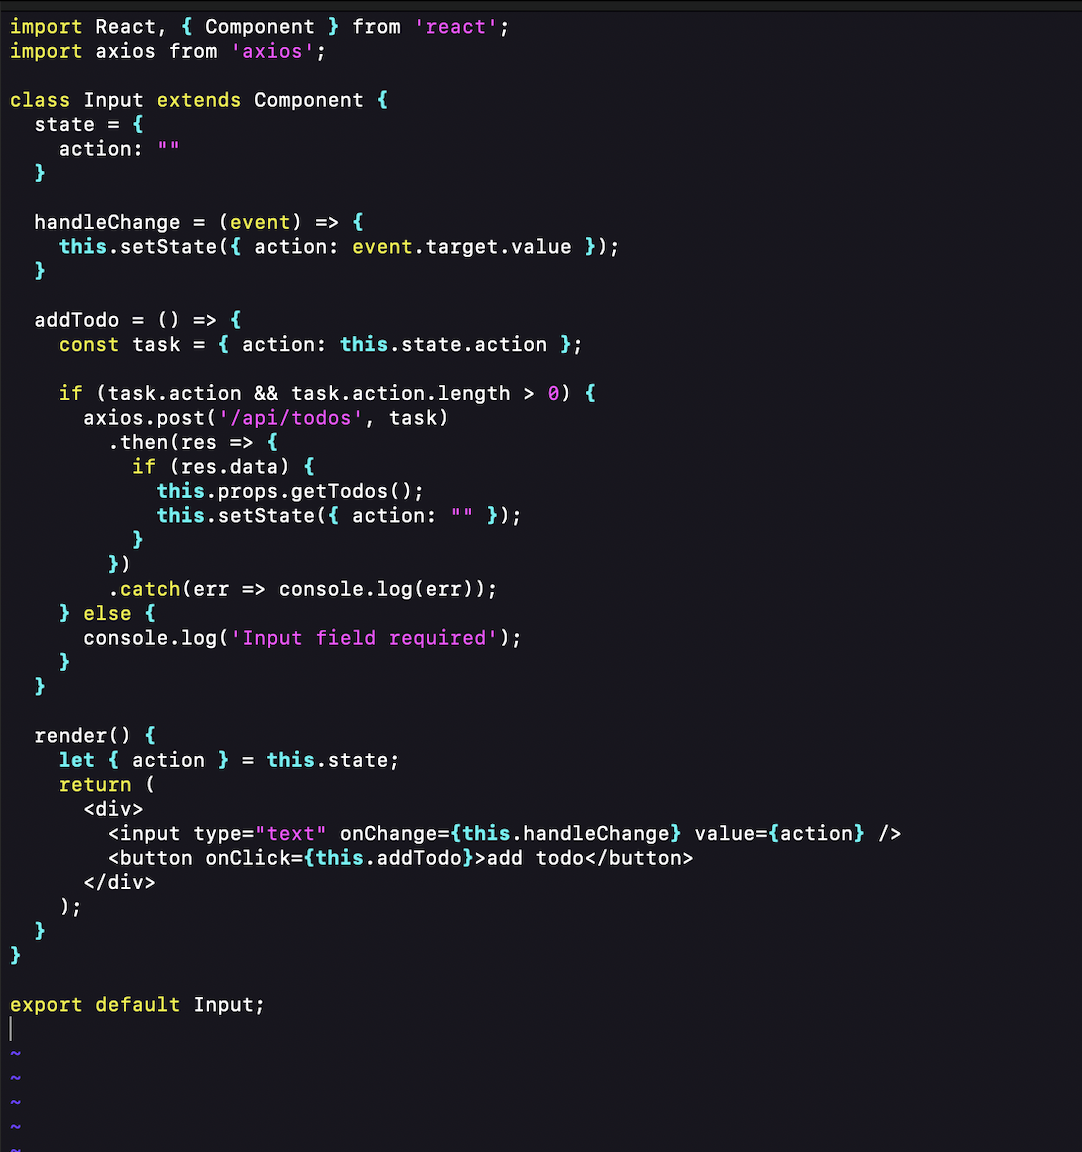 import React, { Component } from 'react';
import axios from 'axios';

class Input extends Component {
  state = {
    action: ""
  }

  handleChange = (event) => {
    this.setState({ action: event.target.value });
  }

  addTodo = () => {
    const task = { action: this.state.action };

    if (task.action && task.action.length > 0) {
      axios.post('/api/todos', task)
        .then(res => {
          if (res.data) {
            this.props.getTodos();
            this.setState({ action: "" });
          }
        })
        .catch(err => console.log(err));
    } else {
      console.log('Input field required');
    }
  }

  render() {
    let { action } = this.state;
    return (
      <div>
        <input type="text" onChange={this.handleChange} value={action} />
        <button onClick={this.addTodo}>add todo</button>
      </div>
    );
  }
}

export default Input;

~
~
~
~
~